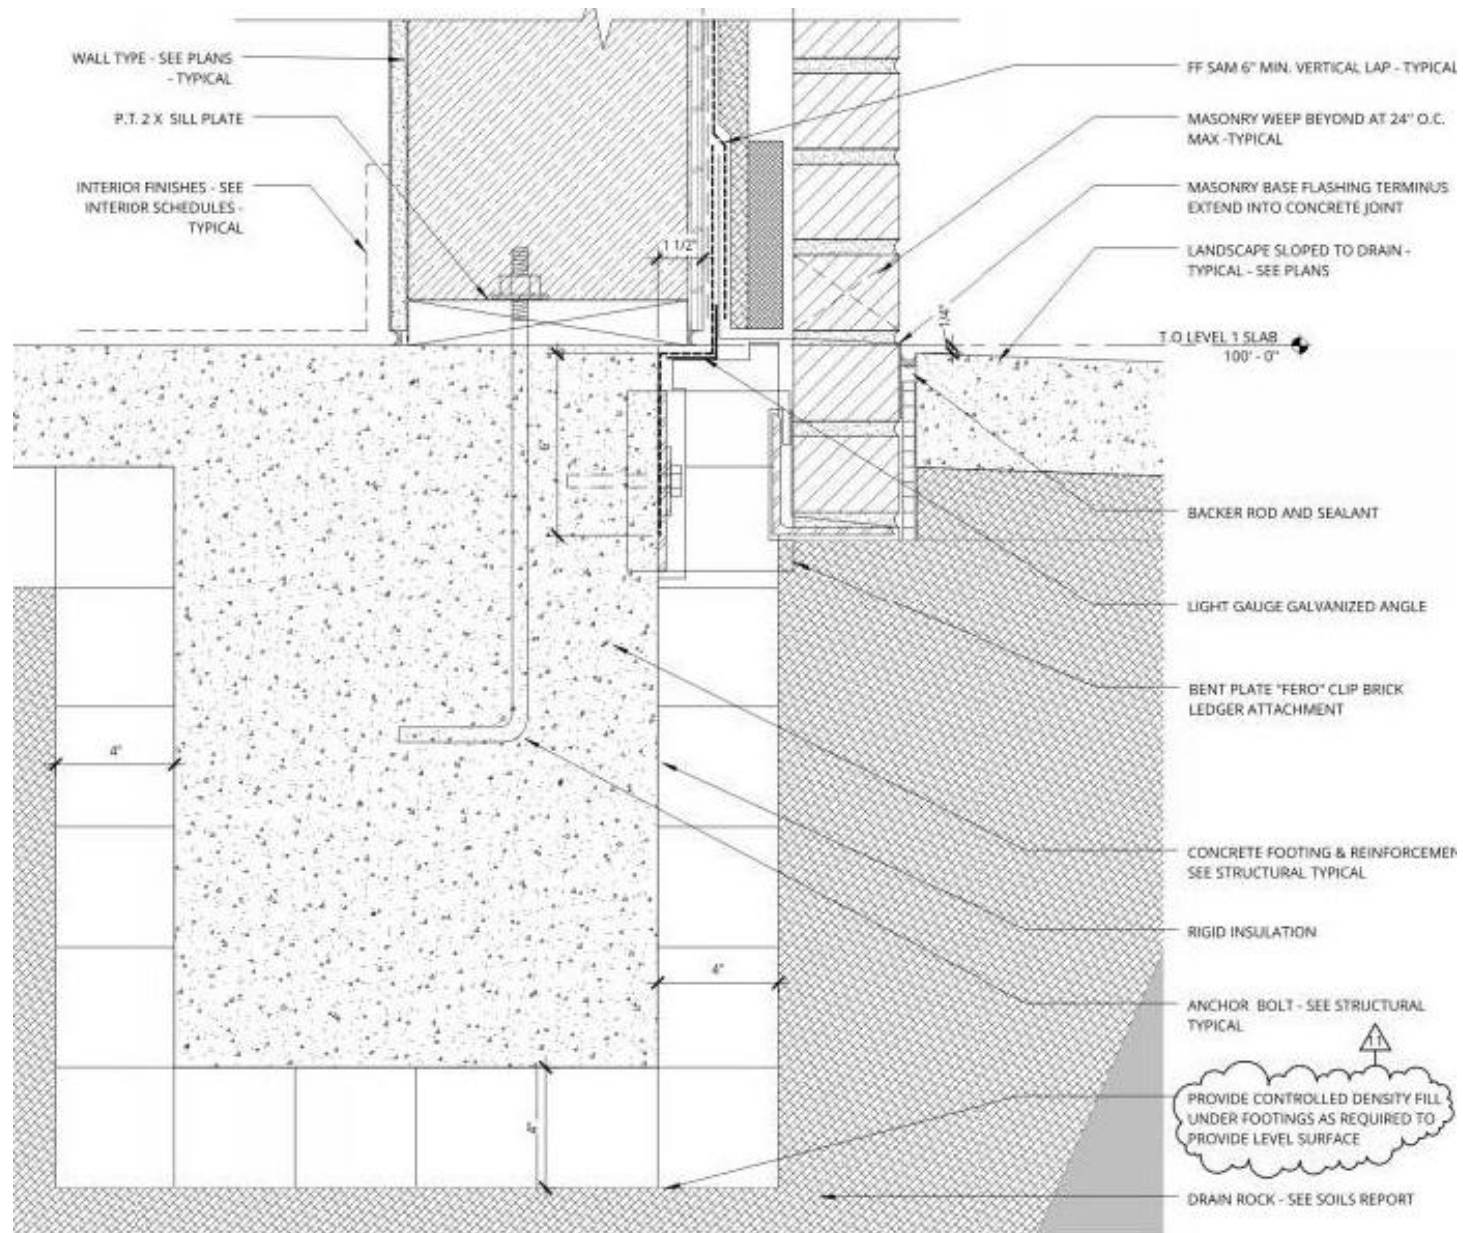 WALL TYPE - SEE PLANS
- TYPICAL
P.T. 2 X SILL PLATE
INTERIOR FINISHES - SEE
INTERIOR SCHEDULES -
TYPICAL
FF SAM 6" MIN. VERTICAL LAP - TYPICAL
MASONRY WEEP BEYOND AT 24" O.C.
MAX -TYPICAL
MASONRY BASE FLASHING TERMINUS
EXTEND INTO CONCRETE JOINT
LANDSCAPE SLOPED TO DRAIN -
TYPICAL - SEE PLANS
1 1/2"
1/4"
T.O LEVEL 1 SLAB
100' - 0"
6"
BACKER ROD AND SEALANT
LIGHT GAUGE GALVANIZED ANGLE
BENT PLATE "FERO" CLIP BRICK
LEDGER ATTACHMENT
4"
CONCRETE FOOTING & REINFORCEMEN
SEE STRUCTURAL TYPICAL
RIGID INSULATION
4"
ANCHOR BOLT - SEE STRUCTURAL
TYPICAL
11
PROVIDE CONTROLLED DENSITY FILL
UNDER FOOTINGS AS REQUIRED TO
PROVIDE LEVEL SURFACE
4"
DRAIN ROCK - SEE SOILS REPORT